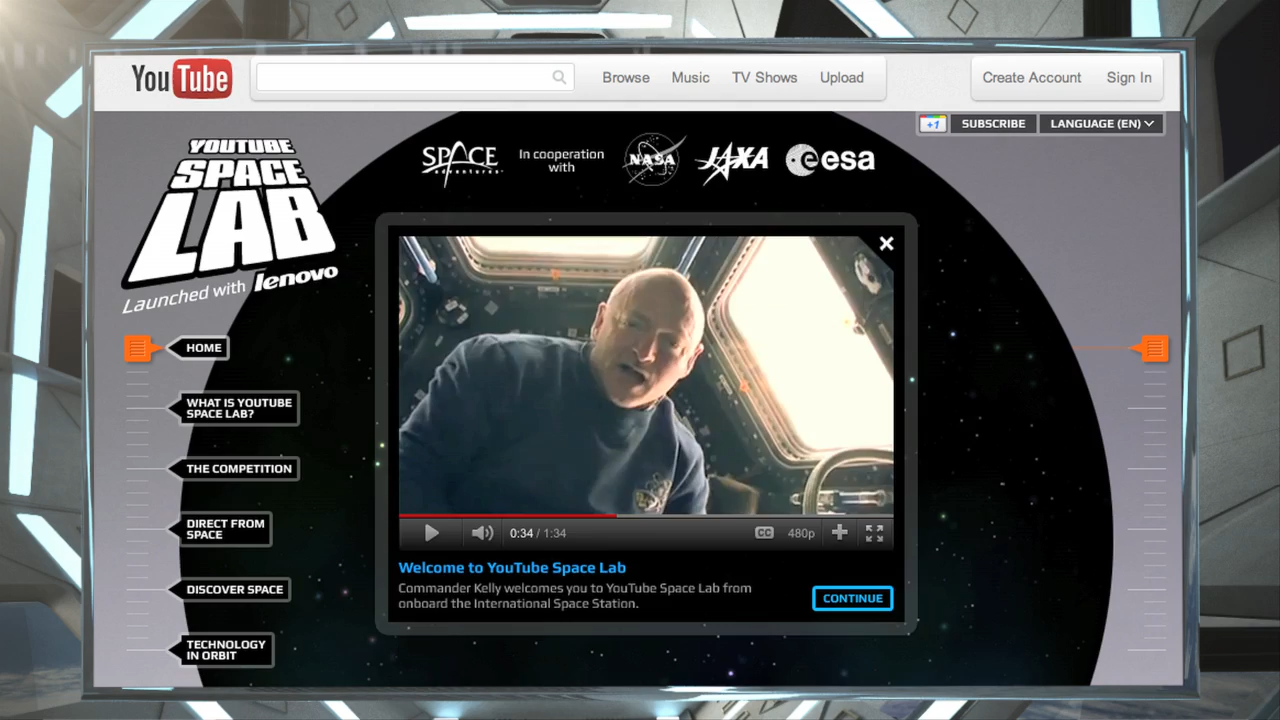 YouTube
Browse Music TV Shows Upload
Create Account Sign In
+1
SUBSCRIBE
LANGUAGE (EN)
YOUTUBE
SPACE
LAB
Launched with lenovo
SPACE
adventures
In cooperation
with
NASA
JAXA
esa
HOME
WHAT IS YOUTUBE
SPACE LAB?
THE COMPETITION
DIRECT FROM
SPACE
DISCOVER SPACE
TECHNOLOGY
IN ORBIT
0:34 / 1:34
CC
480p
Welcome to YouTube Space Lab
Commander Kelly welcomes you to YouTube Space Lab from
onboard the International Space Station.
CONTINUE